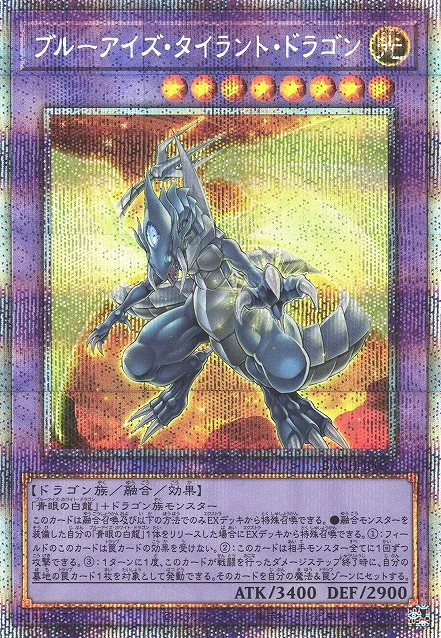 ブルーアイズ・タイラント・ドラゴン
光
【ドラゴン族／融合／効果】
「青眼の白龍」＋ドラゴン族モンスター
このカードは融合召喚及び以下の方法でのみEXデッキから特殊召喚できる。●融合モンスターを
装備した自分の「青眼の白龍」1体をリリースした場合にEXデッキから特殊召喚できる。①：フィー
ルドのこのカードは罠カードの効果を受けない。②：このカードは相手モンスター全てに1回ずつ
攻撃できる。③：1ターンに1度、このカードが戦闘を行ったダメージステップ終了時に、自分の
墓地の罠カード1枚を対象として発動できる。そのカードを自分の魔法＆罠ゾーンにセットする。
ATK/3400 DEF/2900